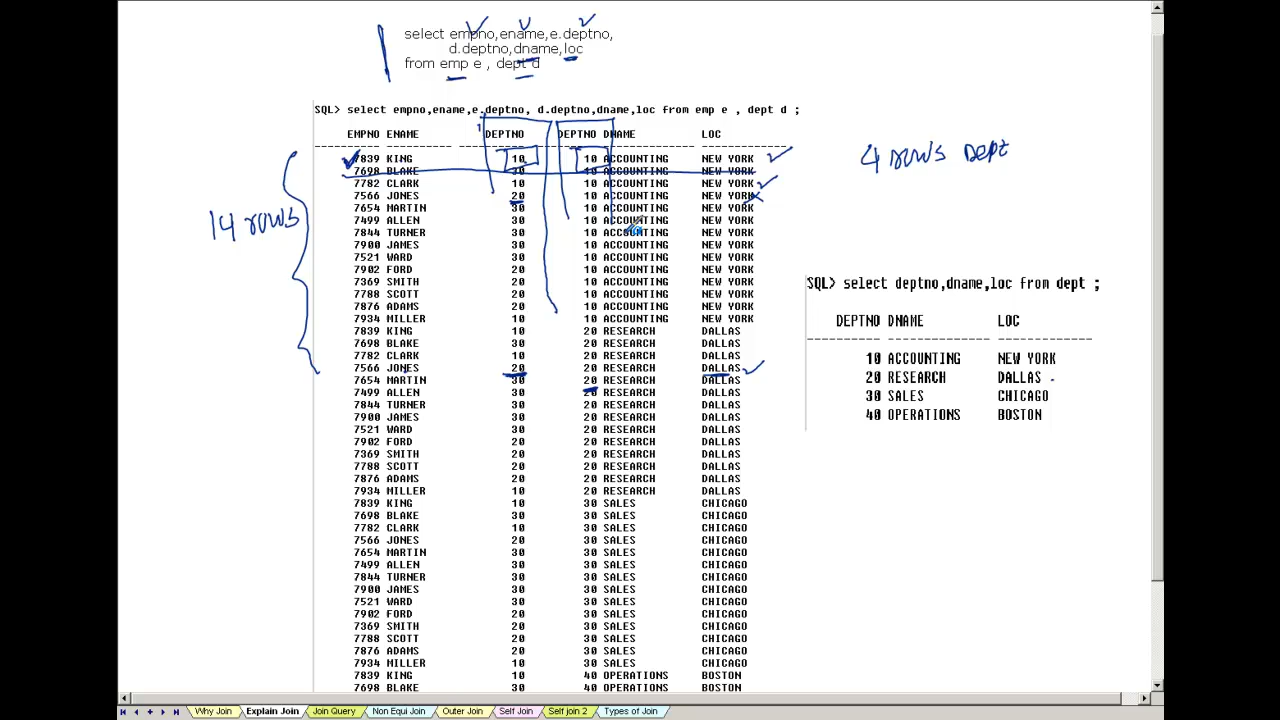 select empno,ename,e.deptno,
d.deptno,dname,loc
from emp e , dept d
SQL> select empno,ename,e.deptno, d.deptno,dname,loc from emp e , dept d ;
EMPNO ENAME DEPTNO DEPTNO DNAME LOC
7839 KING 10 10 ACCOUNTING NEW YORK
7698 BLAKE 30 10 ACCOUNTING NEW YORK
7782 CLARK 10 10 ACCOUNTING NEW YORK
7566 JONES 20 10 ACCOUNTING NEW YORK
7654 MARTIN 30 10 ACCOUNTING NEW YORK
7499 ALLEN 30 10 ACCOUNTING NEW YORK
7844 TURNER 30 10 ACCOUNTING NEW YORK
7900 JAMES 30 10 ACCOUNTING NEW YORK
7521 WARD 30 10 ACCOUNTING NEW YORK
7902 FORD 20 10 ACCOUNTING NEW YORK
7369 SMITH 20 10 ACCOUNTING NEW YORK
7788 SCOTT 20 10 ACCOUNTING NEW YORK
7876 ADAMS 20 10 ACCOUNTING NEW YORK
7934 MILLER 10 10 ACCOUNTING NEW YORK
7839 KING 10 20 RESEARCH DALLAS
7698 BLAKE 30 20 RESEARCH DALLAS
7782 CLARK 10 20 RESEARCH DALLAS
7566 JONES 20 20 RESEARCH DALLAS
7654 MARTIN 30 20 RESEARCH DALLAS
7499 ALLEN 30 20 RESEARCH DALLAS
7844 TURNER 30 20 RESEARCH DALLAS
7900 JAMES 30 20 RESEARCH DALLAS
7521 WARD 30 20 RESEARCH DALLAS
7902 FORD 20 20 RESEARCH DALLAS
7369 SMITH 20 20 RESEARCH DALLAS
7788 SCOTT 20 20 RESEARCH DALLAS
7876 ADAMS 20 20 RESEARCH DALLAS
7934 MILLER 10 20 RESEARCH DALLAS
7839 KING 10 30 SALES CHICAGO
7698 BLAKE 30 30 SALES CHICAGO
7782 CLARK 10 30 SALES CHICAGO
7566 JONES 20 30 SALES CHICAGO
7654 MARTIN 30 30 SALES CHICAGO
7499 ALLEN 30 30 SALES CHICAGO
7844 TURNER 30 30 SALES CHICAGO
7900 JAMES 30 30 SALES CHICAGO
7521 WARD 30 30 SALES CHICAGO
7902 FORD 20 30 SALES CHICAGO
7369 SMITH 20 30 SALES CHICAGO
7788 SCOTT 20 30 SALES CHICAGO
7876 ADAMS 20 30 SALES CHICAGO
7934 MILLER 10 30 SALES CHICAGO
7839 KING 10 40 OPERATIONS BOSTON
7698 BLAKE 30 40 OPERATIONS BOSTON
14 rows
4 rows Dept
SQL> select deptno,dname,loc from dept ;
DEPTNO DNAME LOC
10 ACCOUNTING NEW YORK
20 RESEARCH DALLAS
30 SALES CHICAGO
40 OPERATIONS BOSTON
Why Join Explain Join Join Query Non Equi Join Outer Join Self Join Self join 2 Types of Join